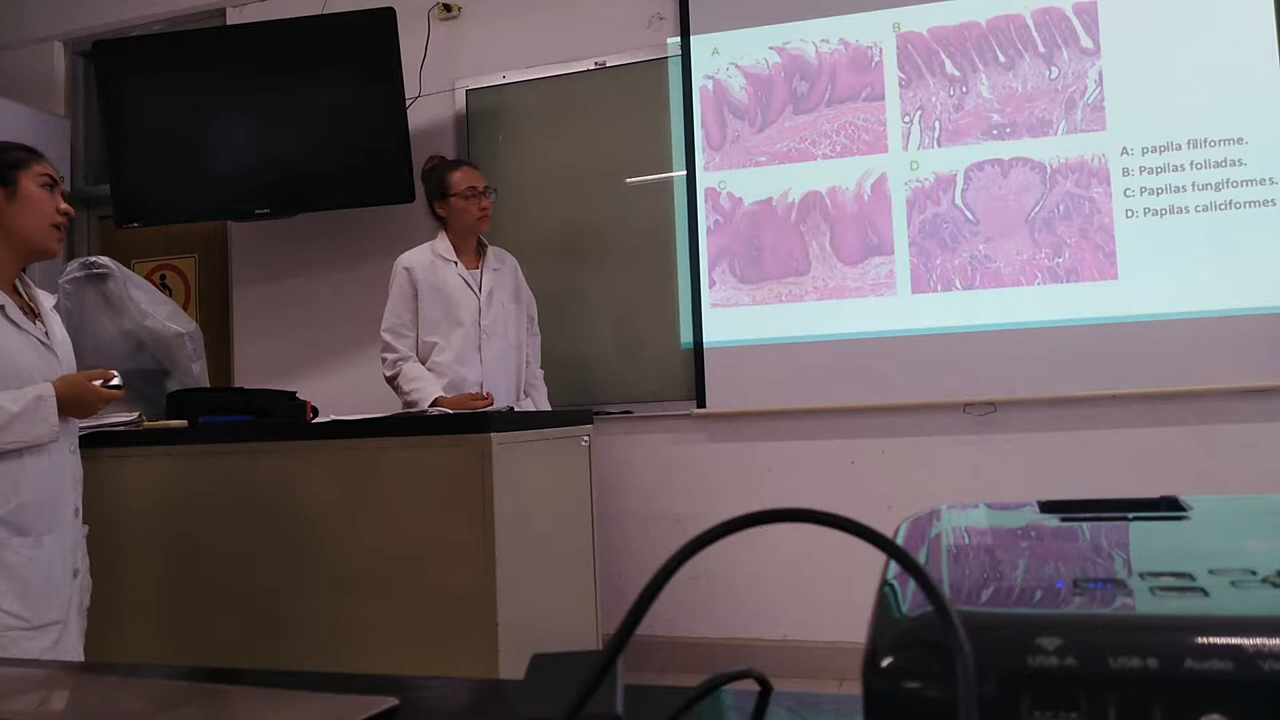 PHILIPS
A
B
C
D
A: papila filiforme.
B: Papilas foliadas.
C: Papilas fungiformes.
D: Papilas caliciformes
USB-A
USB-B
Audio